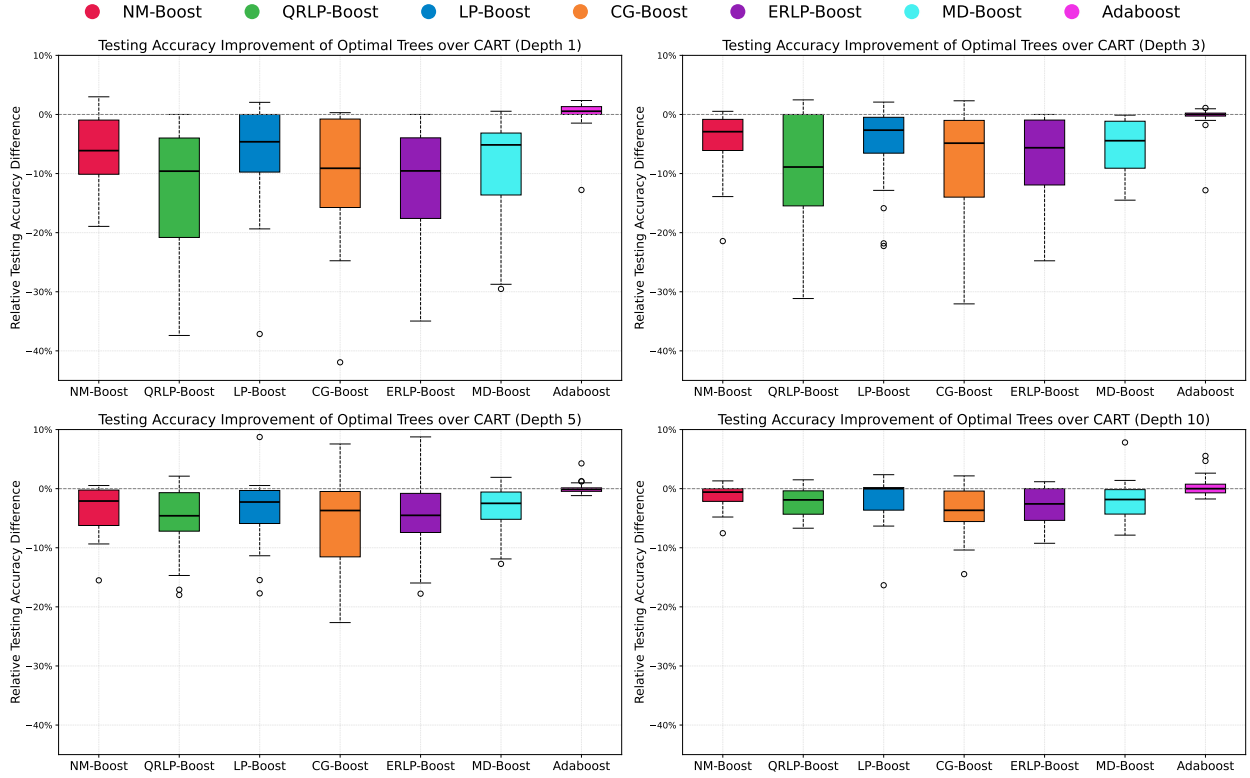 NM-Boost QRLP-Boost LP-Boost CG-Boost ERLP-Boost MD-Boost Adaboost
Testing Accuracy Improvement of Optimal Trees over CART (Depth 1)
Relative Testing Accuracy Difference
10%
0%
−10%
−20%
−30%
−40%
NM-Boost QRLP-Boost LP-Boost CG-Boost ERLP-Boost MD-Boost Adaboost
Testing Accuracy Improvement of Optimal Trees over CART (Depth 3)
Relative Testing Accuracy Difference
10%
0%
−10%
−20%
−30%
−40%
NM-Boost QRLP-Boost LP-Boost CG-Boost ERLP-Boost MD-Boost Adaboost
Testing Accuracy Improvement of Optimal Trees over CART (Depth 5)
Relative Testing Accuracy Difference
10%
0%
−10%
−20%
−30%
−40%
NM-Boost QRLP-Boost LP-Boost CG-Boost ERLP-Boost MD-Boost Adaboost
Testing Accuracy Improvement of Optimal Trees over CART (Depth 10)
Relative Testing Accuracy Difference
10%
0%
−10%
−20%
−30%
−40%
NM-Boost QRLP-Boost LP-Boost CG-Boost ERLP-Boost MD-Boost Adaboost